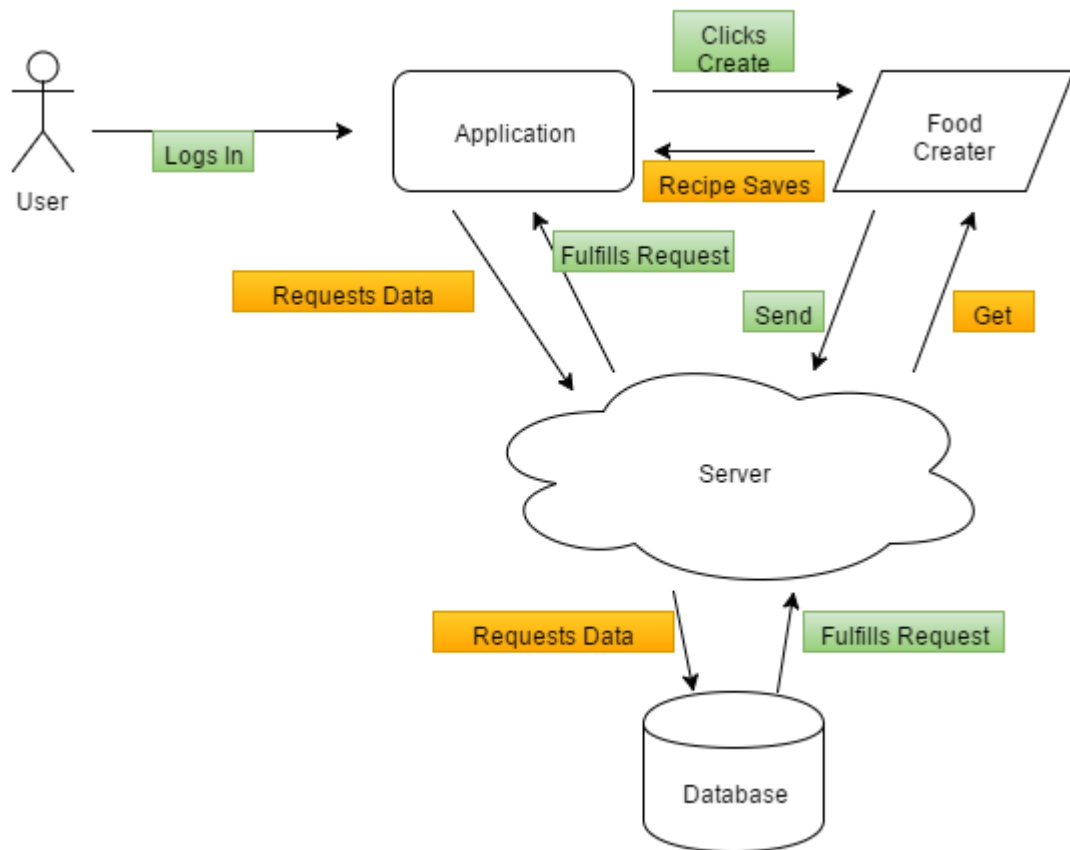 Clicks
Create
Application
Food
Creater
Logs In
Recipe Saves
User
Fulfills Request
Requests Data
Send
Get
Server
Requests Data
Fulfills Request
Database